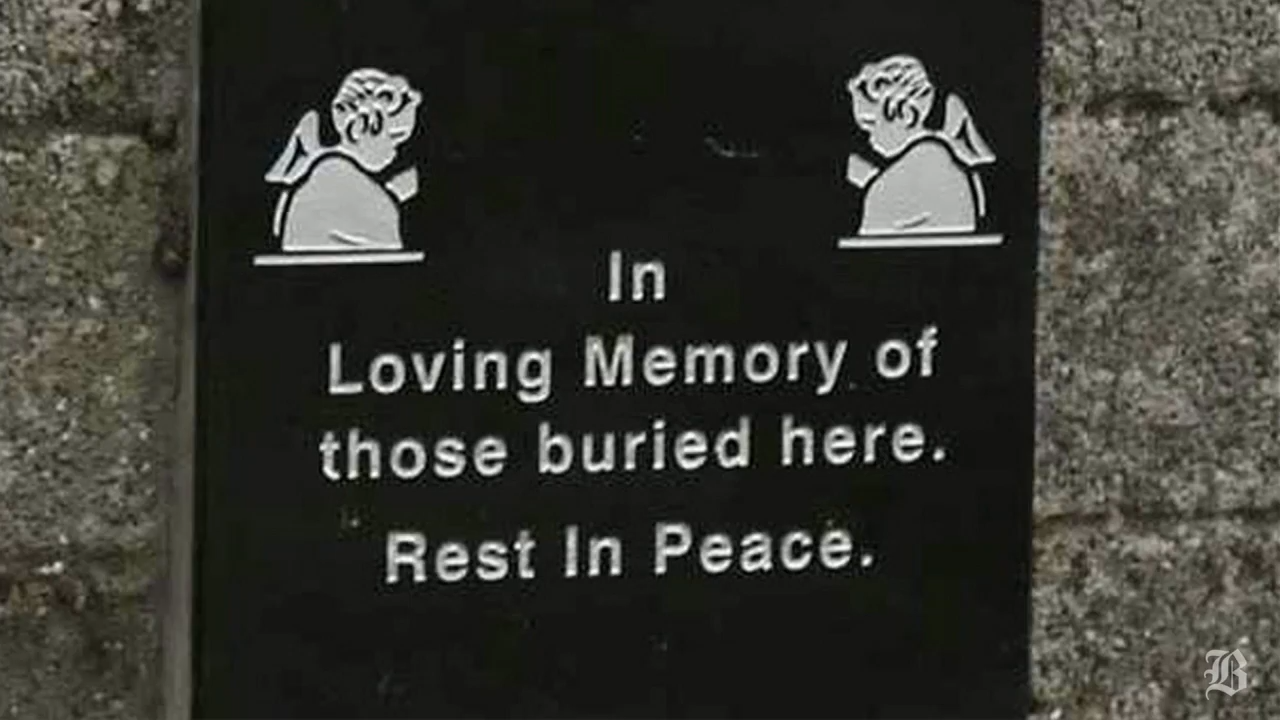 In
Loving Memory of
those buried here.
Rest In Peace.
B